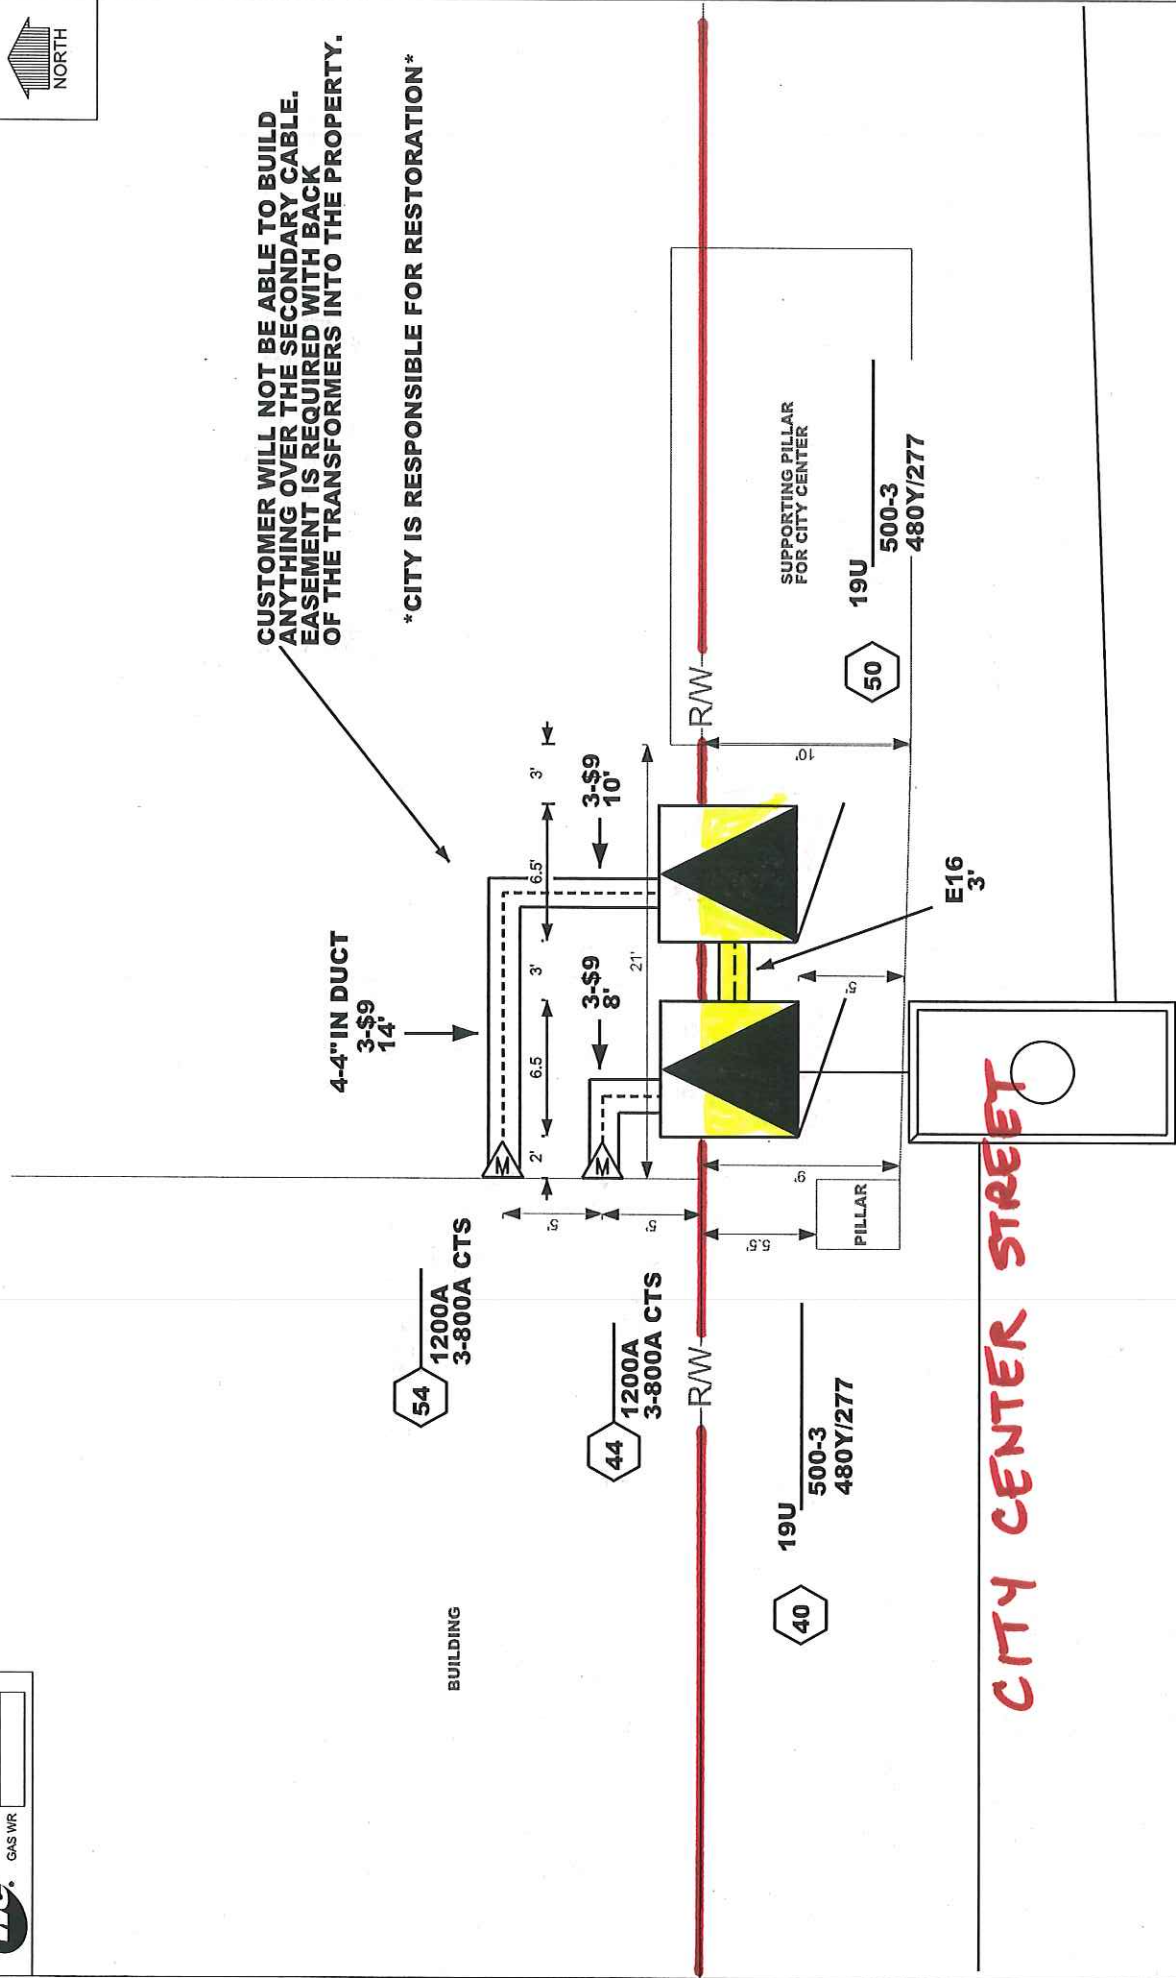 NORTH
CUSTOMER WILL NOT BE ABLE TO BUILD
ANYTHING OVER THE SECONDARY CABLE.
EASEMENT IS REQUIRED WITH BACK
OF THE TRANSFORMERS INTO THE PROPERTY.
*CITY IS RESPONSIBLE FOR RESTORATION*
GAS WR
BUILDING
4-4"IN DUCT
3-$9
14'
3-$9
8'
3-$9
10'
2'
6.5
3'
6.5'
3'
21'
M
M
5'
5'
54
1200A
3-800A CTS
44
1200A
3-800A CTS
R/W
R/W
5.5'
9'
10'
5'
PILLAR
SUPPORTING PILLAR
FOR CITY CENTER
E16
3'
40
19U
500-3
480Y/277
50
19U
500-3
480Y/277
CITY CENTER STREET